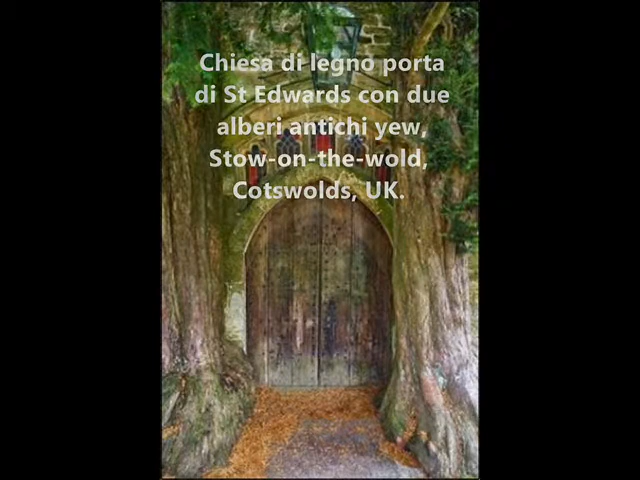 Chiesa di legno porta
di St Edwards con due
alberi antichi yew,
Stow-on-the-wold,
Cotswolds, UK.